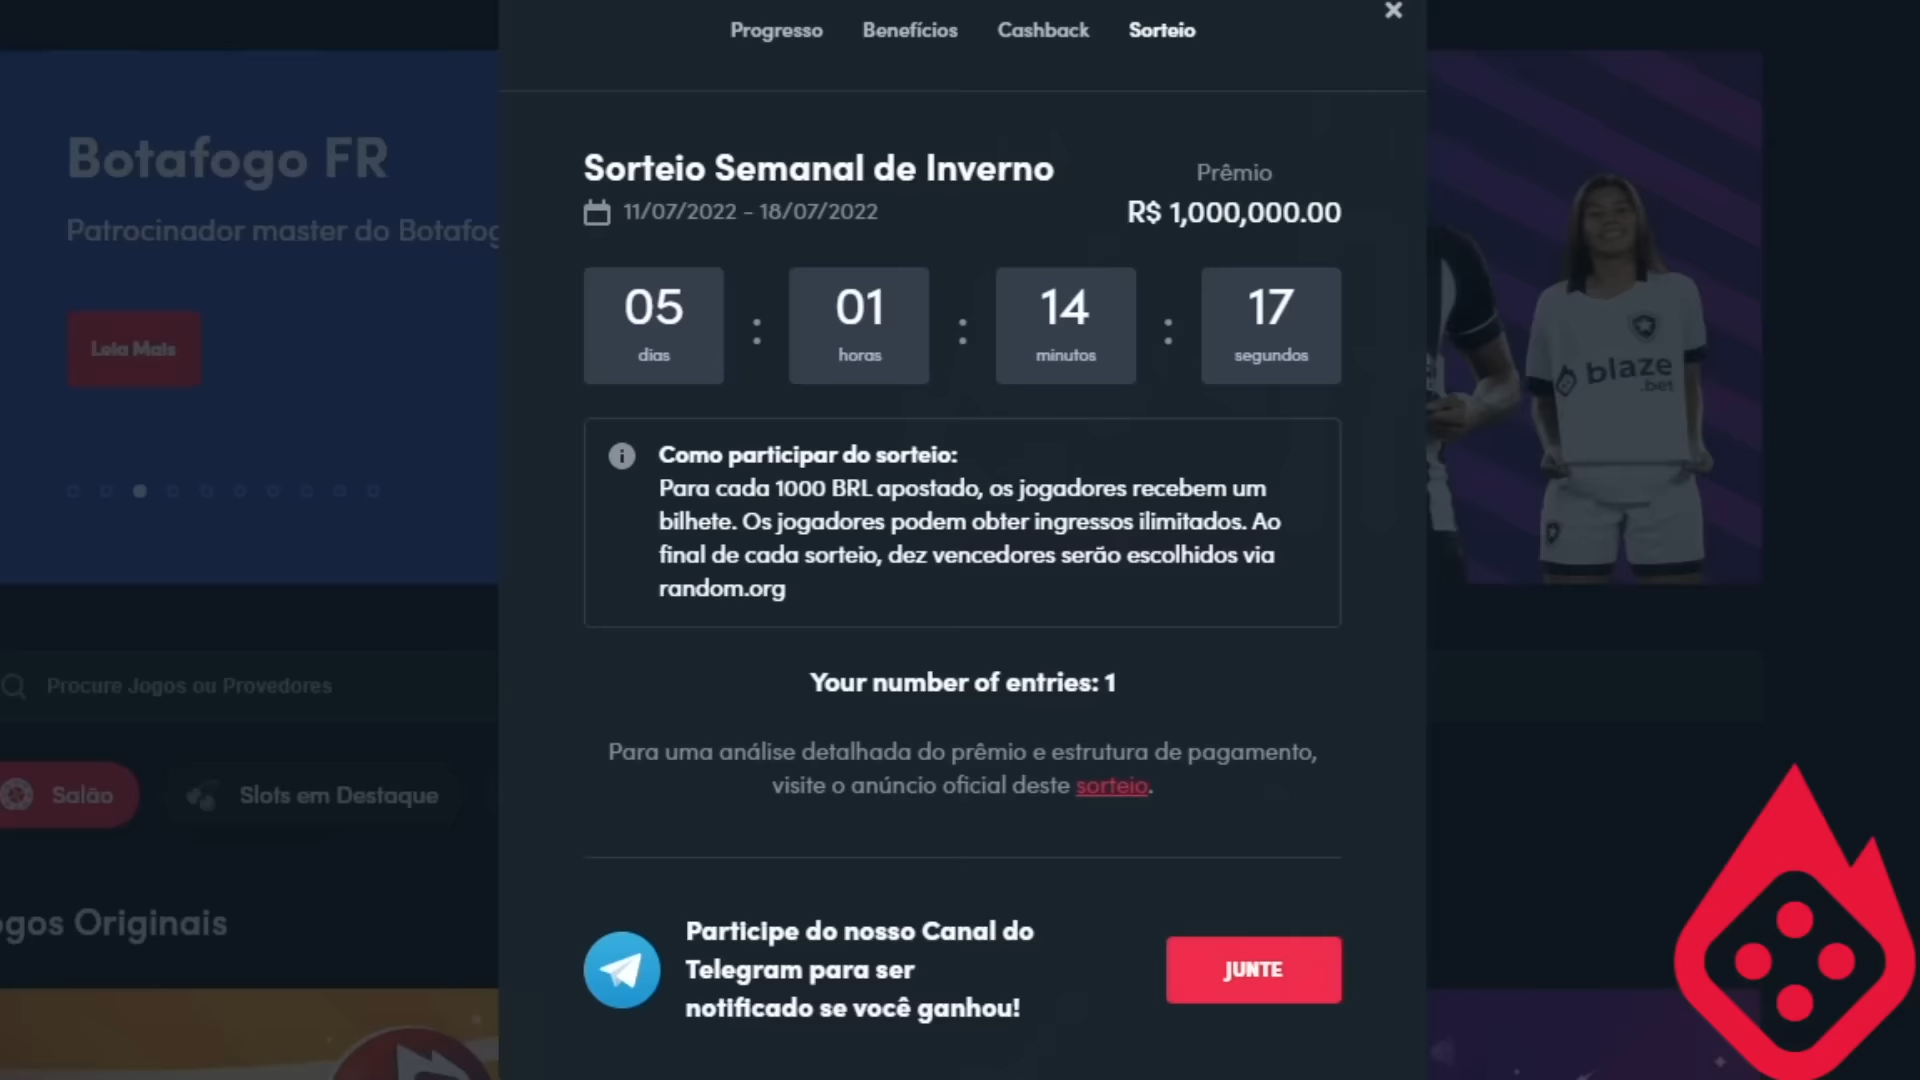 Progresso Benefícios Cashback Sorteio
Botafogo FR
Patrocinador master do Botafog
Leia Mais
Sorteio Semanal de Inverno
11/07/2022 - 18/07/2022
Prêmio
R$ 1,000,000.00
05 : 01 : 14 : 17
dias horas minutos segundos
Como participar do sorteio:
Para cada 1000 BRL apostado, os jogadores recebem um
bilhete. Os jogadores podem obter ingressos ilimitados. Ao
final de cada sorteio, dez vencedores serão escolhidos via
random.org
blaze
.bet
Your number of entries: 1
Procure Jogos ou Provedores
Para uma análise detalhada do prêmio e estrutura de pagamento,
visite o anúncio oficial deste sorteio.
Salão Slots em Destaque
ogos Originais
Participe do nosso Canal do
Telegram para ser
notificado se você ganhou!
JUNTE